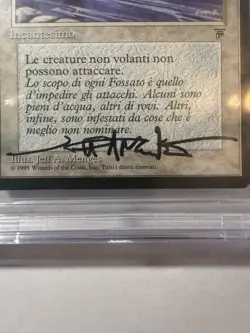 Incantesimo
Le creature non volanti non
possono attaccare.
Lo scopo di ogni Fossato è quello
d'impedire gli attacchi. Alcuni sono
pieni d'acqua, altri di rovi. Altri,
infine, sono infestati da cose che è
meglio non nominare.
Illus. Jeff A. Menges
© 1995 Wizards of the Coast, Inc. Tutti i diritti riservati.